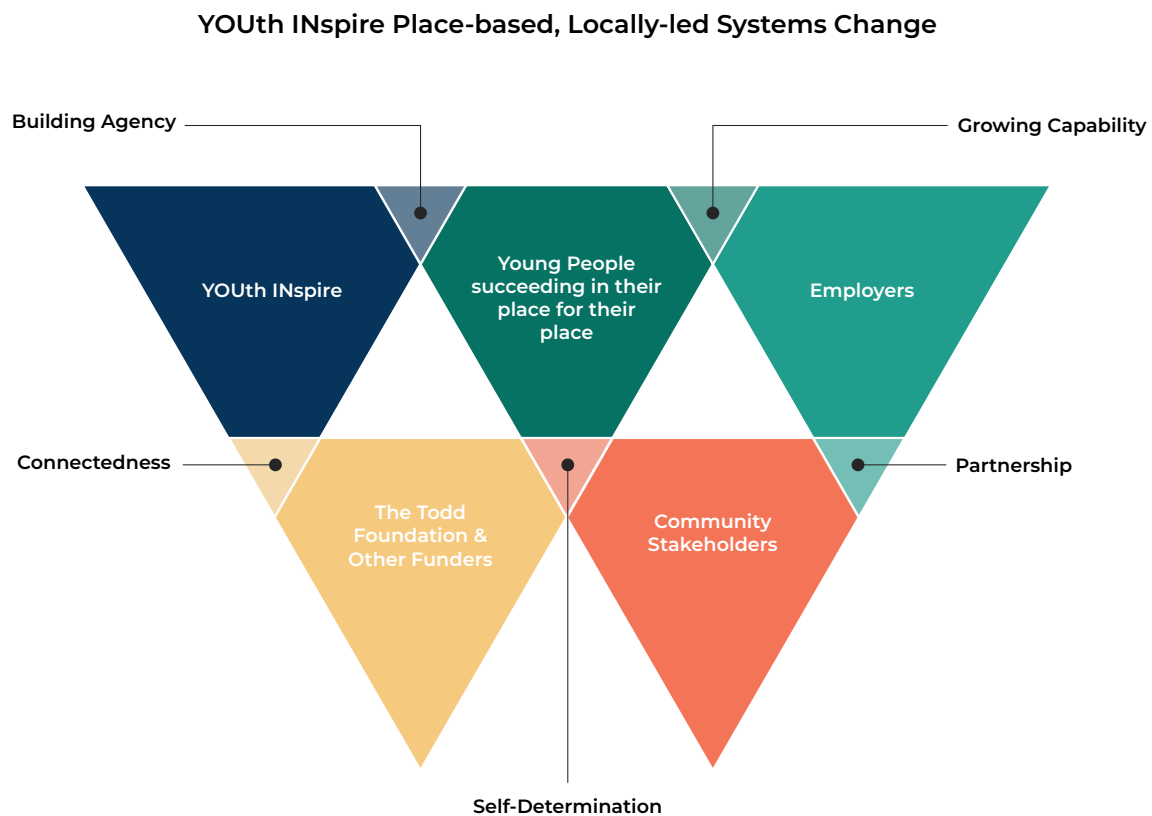 YOUth INspire Place-based, Locally-led Systems Change
Building Agency
Growing Capability
YOUth INspire
Young People
succeeding in their
place for their
place
Employers
Connectedness
Partnership
The Todd
Foundation &
Other Funders
Community
Stakeholders
Self-Determination